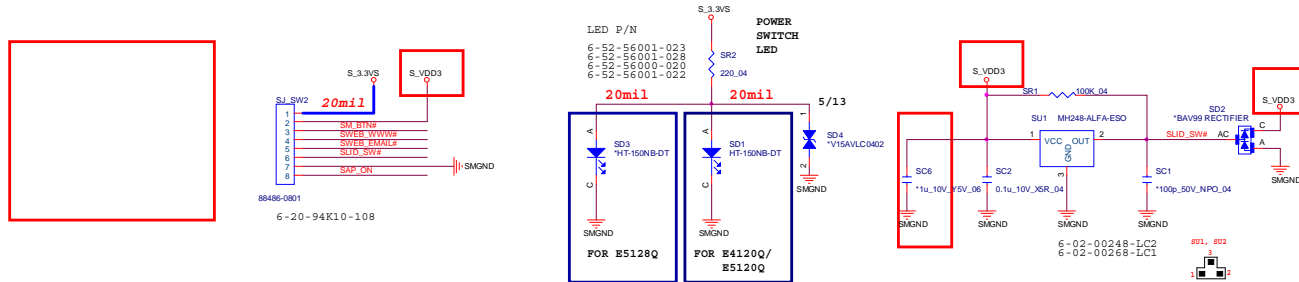 S_3.3VS
S_VDD3
SJ_SW2
20mil
1
2
3
4
5
6
7
8
SM_BTN#
SWEB_WWW#
SWEB_EMAIL#
SLID_SW#
SAP_ON
SMGND
88486-0801
6-20-94K10-108
LED P/N
6-52-56001-023
6-52-56001-028
6-52-56000-020
6-52-56001-022
S_3.3VS
POWER
SWITCH
LED
SR2
220_04
20mil
20mil
5/13
A
SD3
*HT-150NB-DT
C
SMGND
FOR E5128Q
A
SD1
HT-150NB-DT
C
SMGND
FOR E4120Q/
E5120Q
1
SD4
*V15AVLC0402
2
SMGND
S_VDD3
SR1
100K_04
SU1
MH248-ALFA-ESO
1
VCC
OUT
2
GND
3
SLID_SW#
SD2
*BAV99 RECTIFIER
S_VDD3
AC
C
A
SMGND
SC6
*1u_10V_Y5V_06
SMGND
SC2
0.1u_10V_X5R_04
SMGND
SMGND
SC1
*100p_50V_NPO_04
SMGND
6-02-00248-LC2
6-02-00268-LC1
SU1, SU2
3
1
2